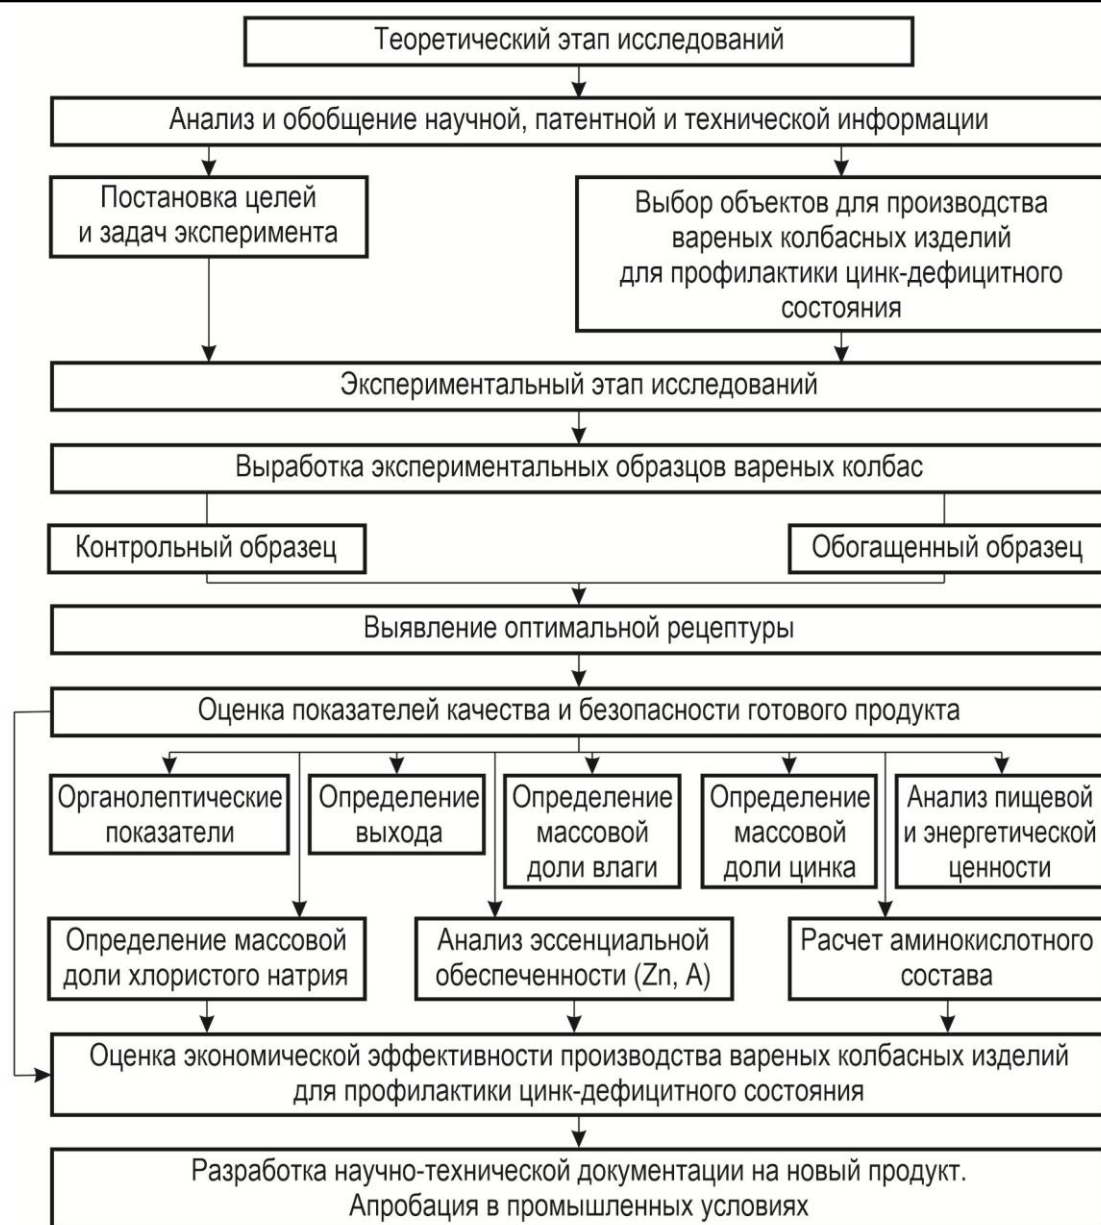 Теоретический этап исследований
Анализ и обобщение научной, патентной и технической информации
Постановка целей
и задач эксперимента
Выбор объектов для производства
вареных колбасных изделий
для профилактики цинк-дефицитного
состояния
Экспериментальный этап исследований
Выработка экспериментальных образцов вареных колбас
Контрольный образец
Обогащенный образец
Выявление оптимальной рецептуры
Оценка показателей качества и безопасности готового продукта
Органолептические
показатели
Определение
выхода
Определение
массовой
доли влаги
Определение
массовой
доли цинка
Анализ пищевой
и энергетической
ценности
Определение массовой
доли хлористого натрия
Анализ эссенциальной
обеспеченности (Zn, A)
Расчет аминокислотного
состава
Оценка экономической эффективности производства вареных колбасных изделий
для профилактики цинк-дефицитного состояния
Разработка научно-технической документации на новый продукт.
Апробация в промышленных условиях